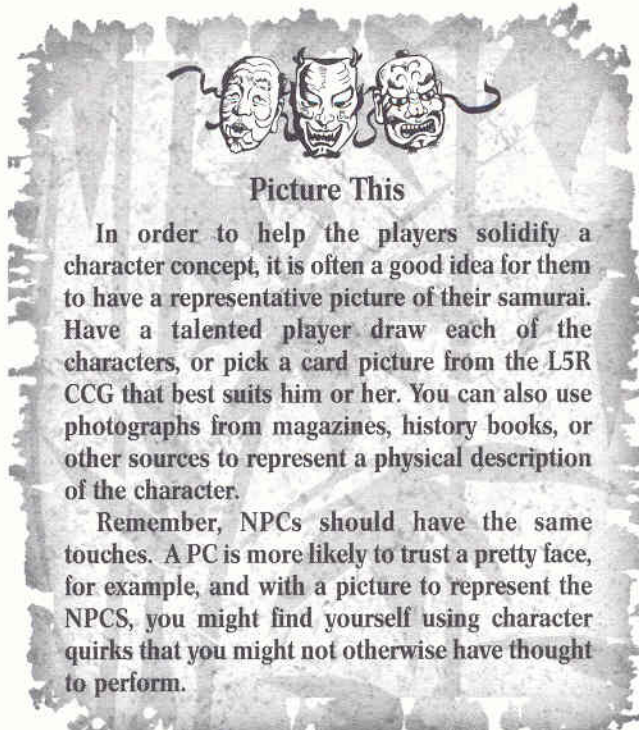 Picture This
In order to help the players solidify a
character concept, it is often a good idea for them
to have a representative picture of their samurai.
Have a talented player draw each of the
characters, or pick a card picture from the L5R
CCG that best suits him or her. You can also use
photographs from magazines, history books, or
other sources to represent a physical description
of the character.
Remember, NPCs should have the same
touches. A PC is more likely to trust a pretty face,
for example, and with a picture to represent the
NPCS, you might find yourself using character
quirks that you might not otherwise have thought
to perform.